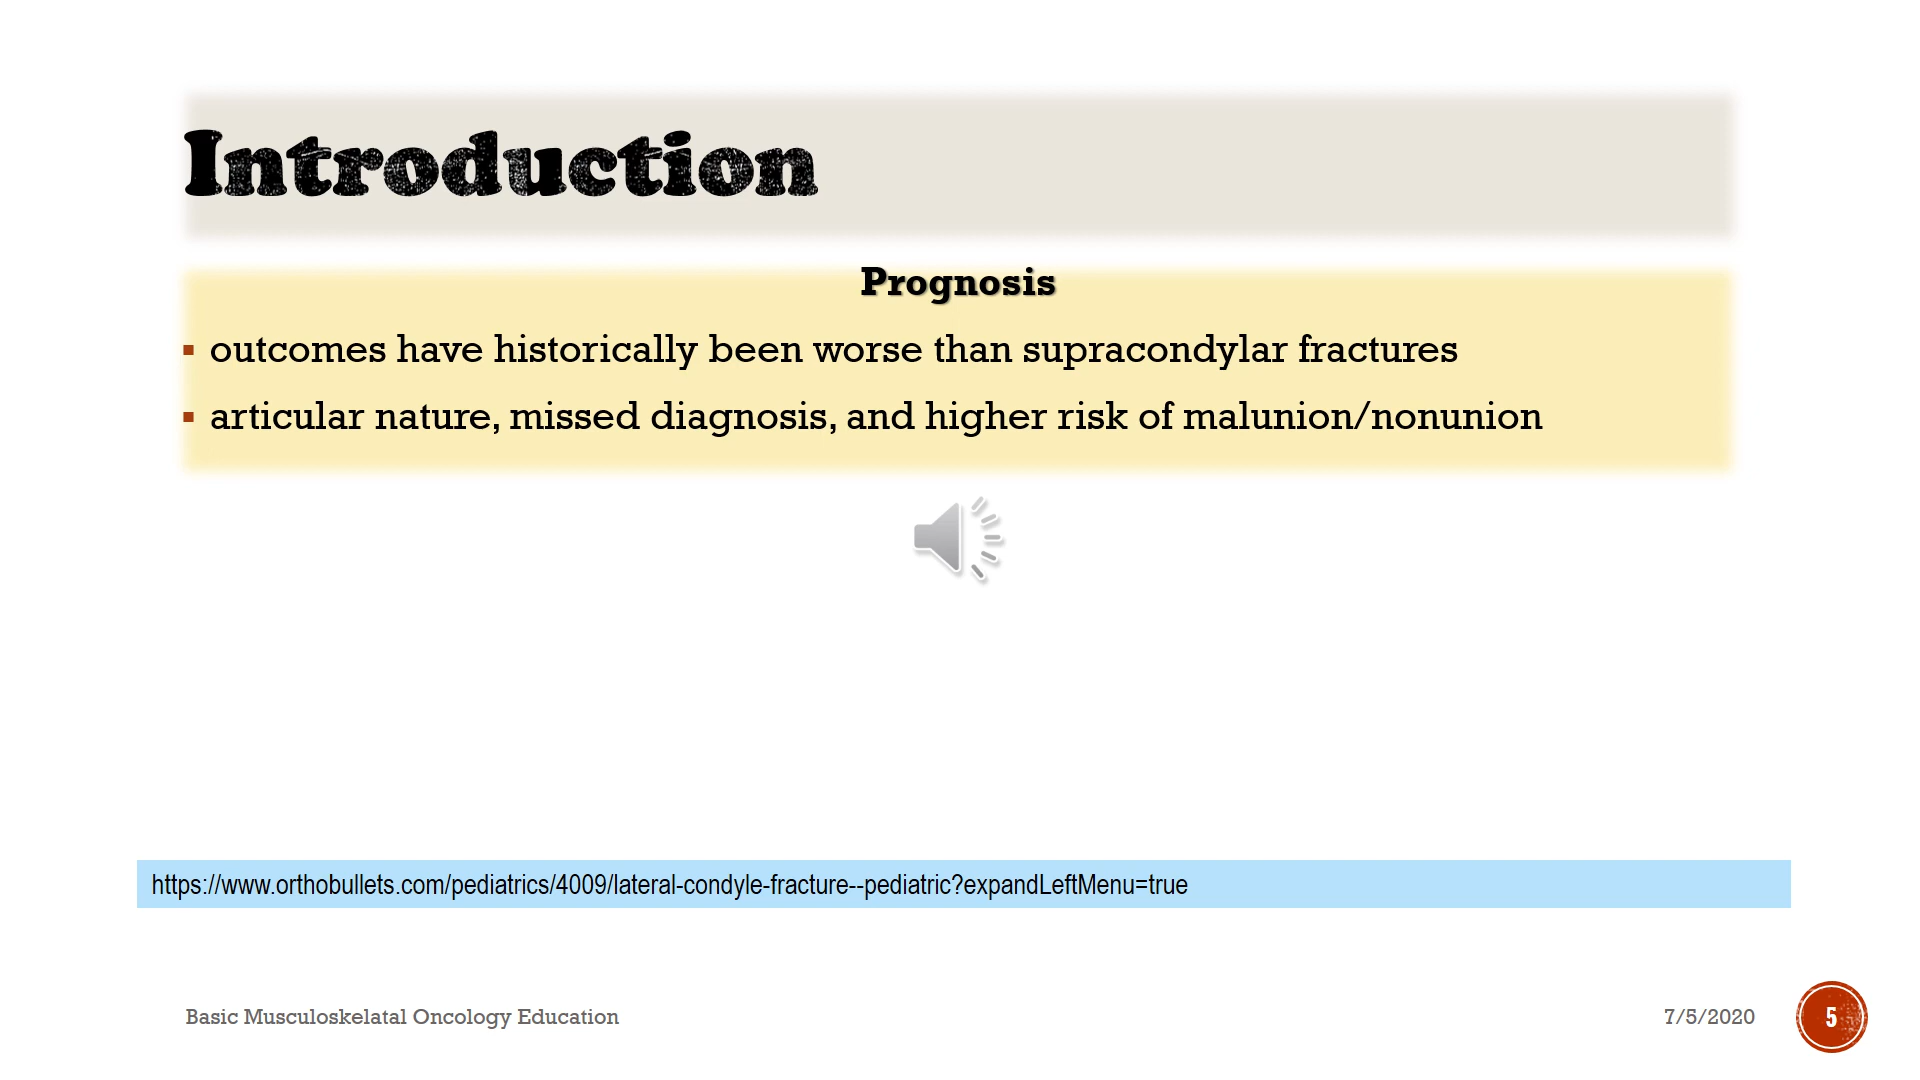 Introduction
Prognosis
▪ outcomes have historically been worse than supracondylar fractures
▪ articular nature, missed diagnosis, and higher risk of malunion/nonunion
https://www.orthobullets.com/pediatrics/4009/lateral-condyle-fracture--pediatric?expandLeftMenu=true
Basic Musculoskelatal Oncology Education
7/5/2020
5